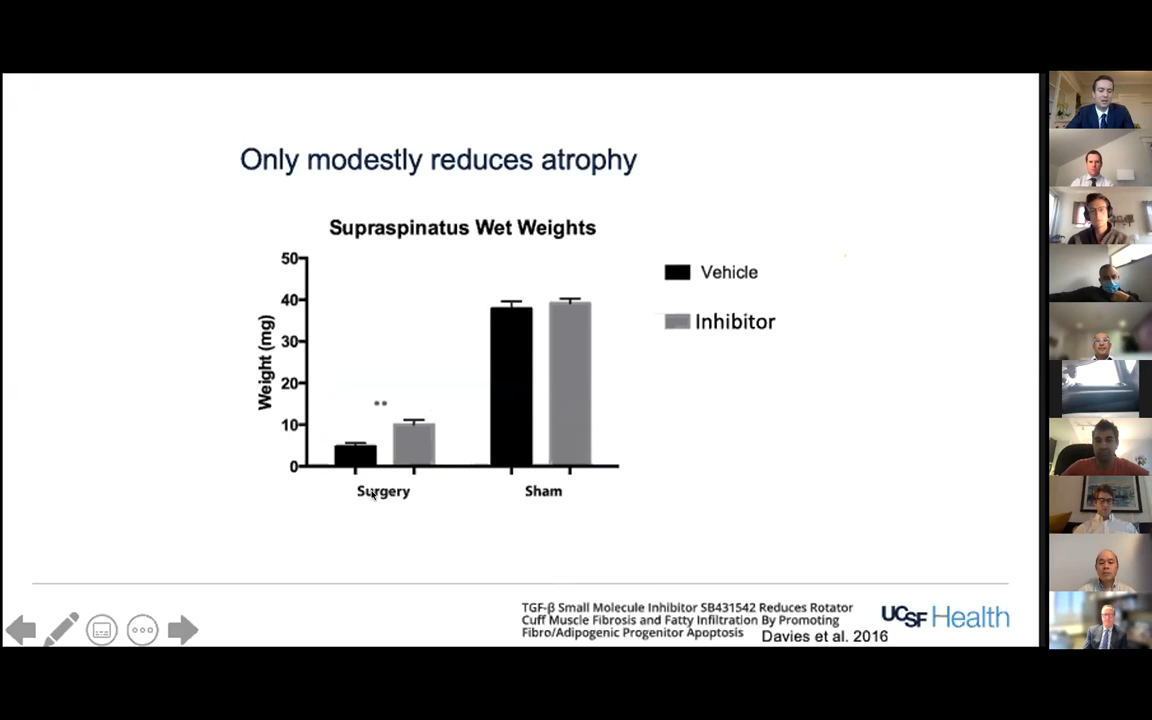 Only modestly reduces atrophy
Supraspinatus Wet Weights
50
40
30
20
10
0
Weight (mg)
**
Surgery
Sham
Vehicle
Inhibitor
TGF-β Small Molecule Inhibitor SB431542 Reduces Rotator
Cuff Muscle Fibrosis and Fatty Infiltration By Promoting
Fibro/Adipogenic Progenitor Apoptosis
Davies et al. 2016
UCSF Health